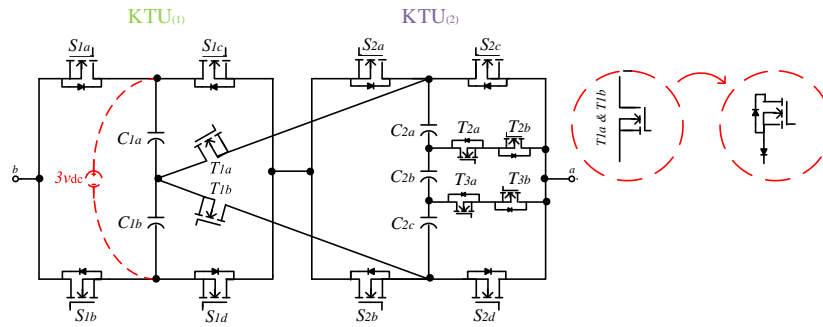 KTU(1)
KTU(2)
S1a
S1c
S2a
S2c
C1a
T1a
T1b
C1b
3vdc
b
C2a
T2a
T2b
C2b
T3a
T3b
C2c
a
T1a & T1b
S1b
S1d
S2b
S2d